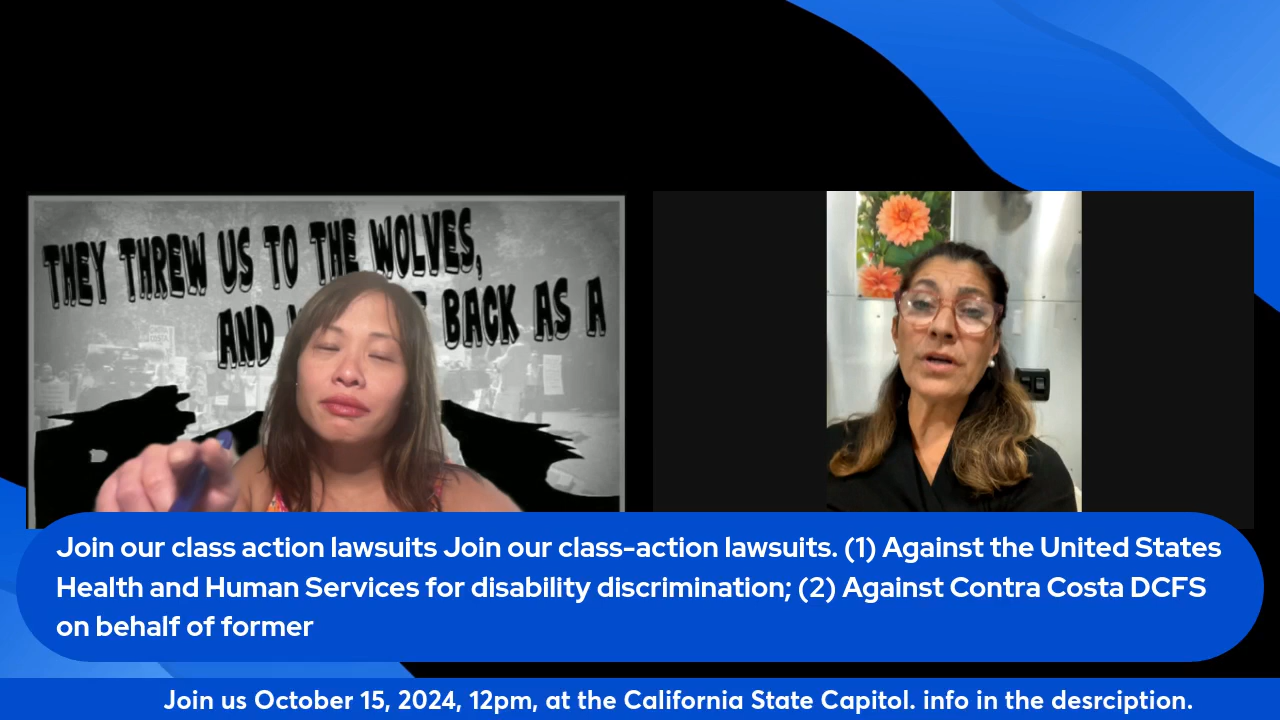 THEY THREW US TO THE WOLVES,
AND BACK AS A
Join our class action lawsuits Join our class-action lawsuits. (1) Against the United States
Health and Human Services for disability discrimination; (2) Against Contra Costa DCFS
on behalf of former
Join us October 15, 2024, 12pm, at the California State Capitol. info in the desrciption.